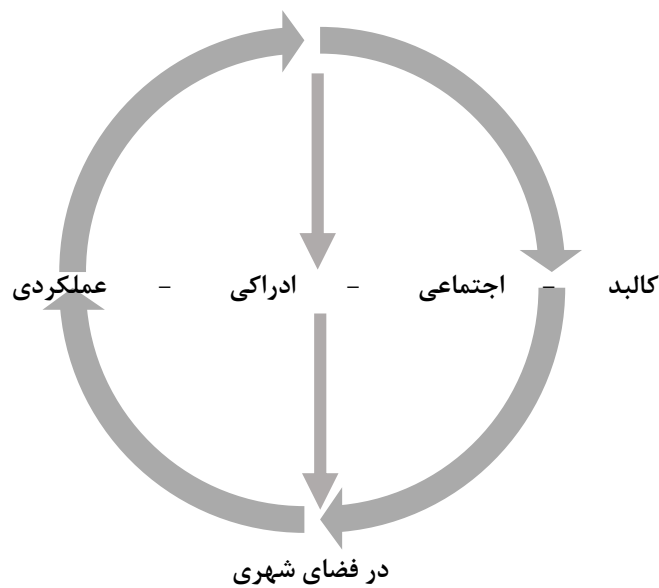 کالبد - اجتماعی - ادراکی - عملکردی
در فضای شهری